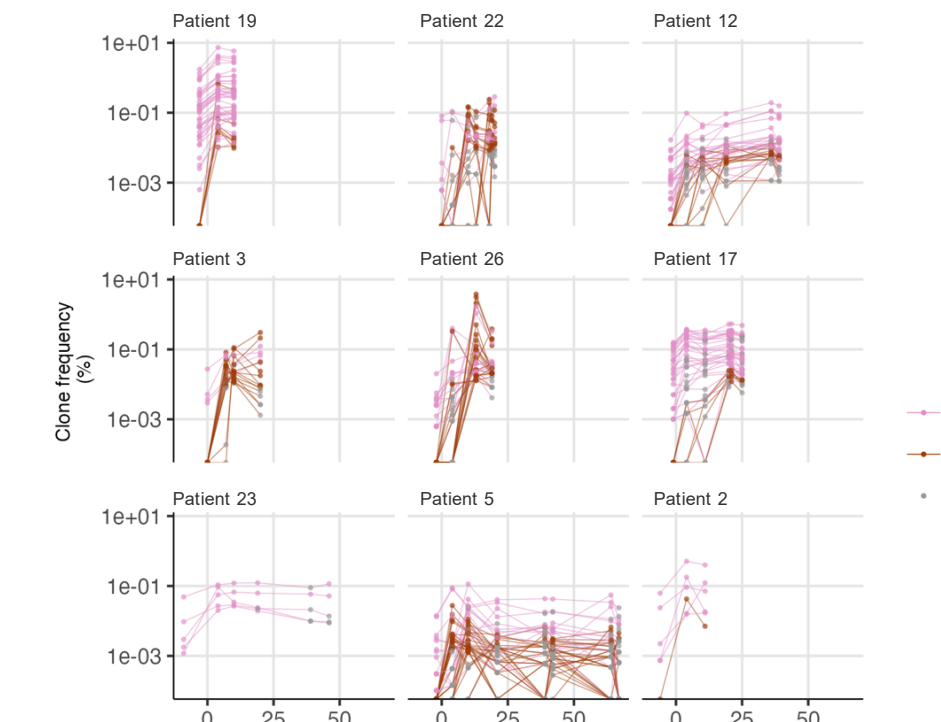 Patient 19
Patient 22
Patient 12
1e+01
1e-01
1e-03
Patient 3
Patient 26
Patient 17
1e+01
1e-01
1e-03
Clone frequency
(%)
Patient 23
Patient 5
Patient 2
1e+01
1e-01
1e-03
0 25 50 0 25 50 0 25 50